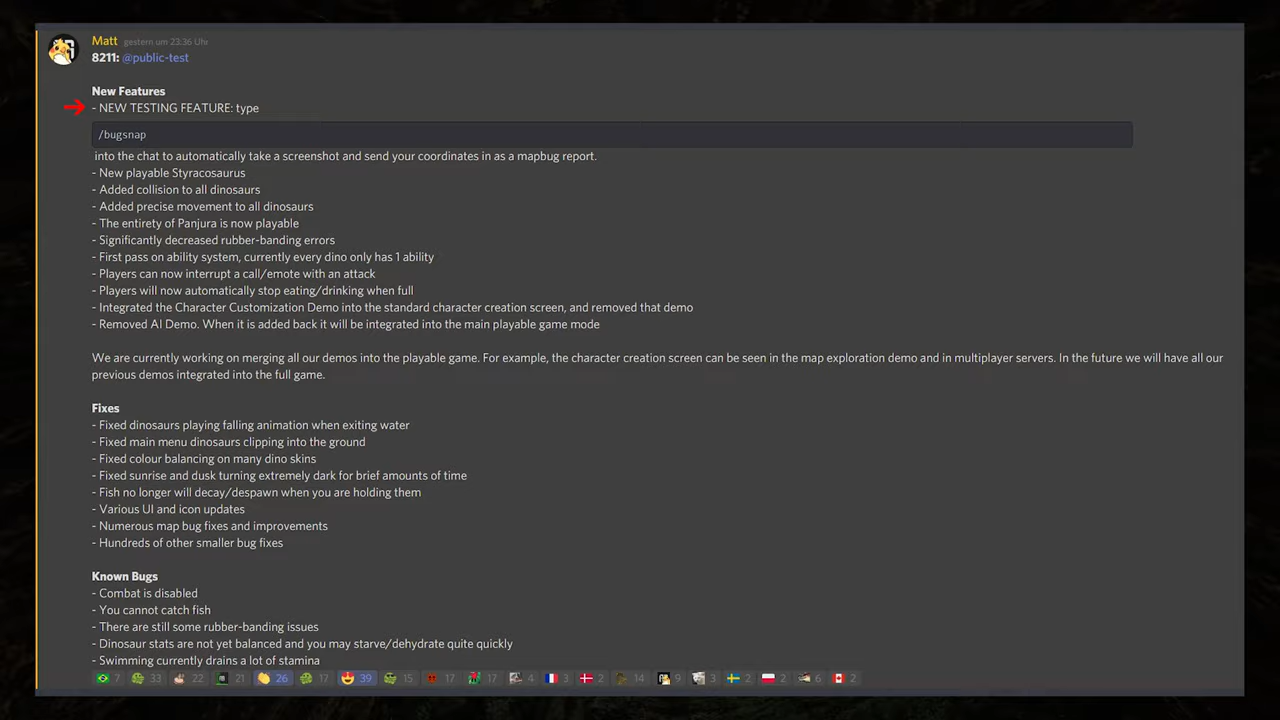 Matt gestern um 23:36 Uhr
8211: @public-test
New Features
- NEW TESTING FEATURE: type
/bugsnap
into the chat to automatically take a screenshot and send your coordinates in as a mapbug report.
- New playable Styracosaurus
- Added collision to all dinosaurs
- Added precise movement to all dinosaurs
- The entirety of Panjura is now playable
- Significantly decreased rubber-banding errors
- First pass on ability system, currently every dino only has 1 ability
- Players can now interrupt a call/emote with an attack
- Players will now automatically stop eating/drinking when full
- Integrated the Character Customization Demo into the standard character creation screen, and removed that demo
- Removed AI Demo. When it is added back it will be integrated into the main playable game mode
We are currently working on merging all our demos into the playable game. For example, the character creation screen can be seen in the map exploration demo and in multiplayer servers. In the future we will have all our
previous demos integrated into the full game.
Fixes
- Fixed dinosaurs playing falling animation when exiting water
- Fixed main menu dinosaurs clipping into the ground
- Fixed colour balancing on many dino skins
- Fixed sunrise and dusk turning extremely dark for brief amounts of time
- Fish no longer will decay/despawn when you are holding them
- Various UI and icon updates
- Numerous map bug fixes and improvements
- Hundreds of other smaller bug fixes
Known Bugs
- Combat is disabled
- You cannot catch fish
- There are still some rubber-banding issues
- Dinosaur stats are not yet balanced and you may starve/dehydrate quite quickly
- Swimming currently drains a lot of stamina
7 33 22 21 26 17 39 15 17 17 4 3 2 14 9 3 2 2 6 2